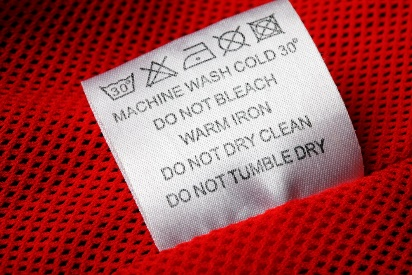 30°
MACHINE WASH COLD 30°
DO NOT BLEACH
WARM IRON
DO NOT DRY CLEAN
DO NOT TUMBLE DRY